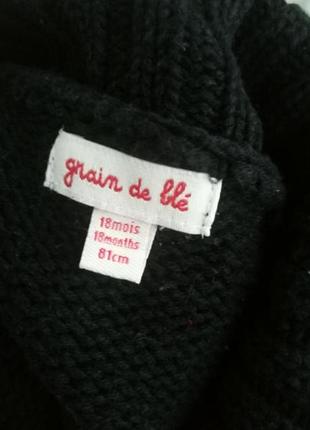 grain de blé
18mois
18months
81cm